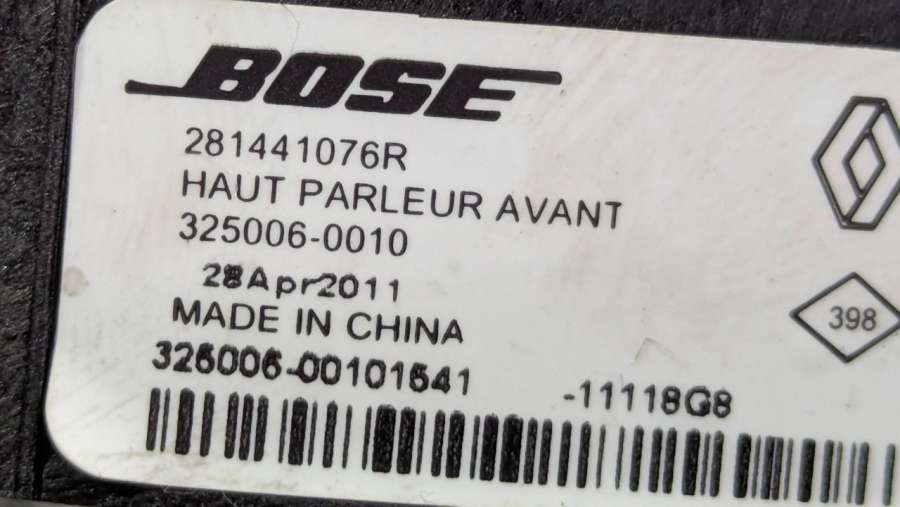 BOSE
281441076R
HAUT PARLEUR AVANT
325006-0010
28Apr2011
MADE IN CHINA
398
325006-00101541 -11118G8